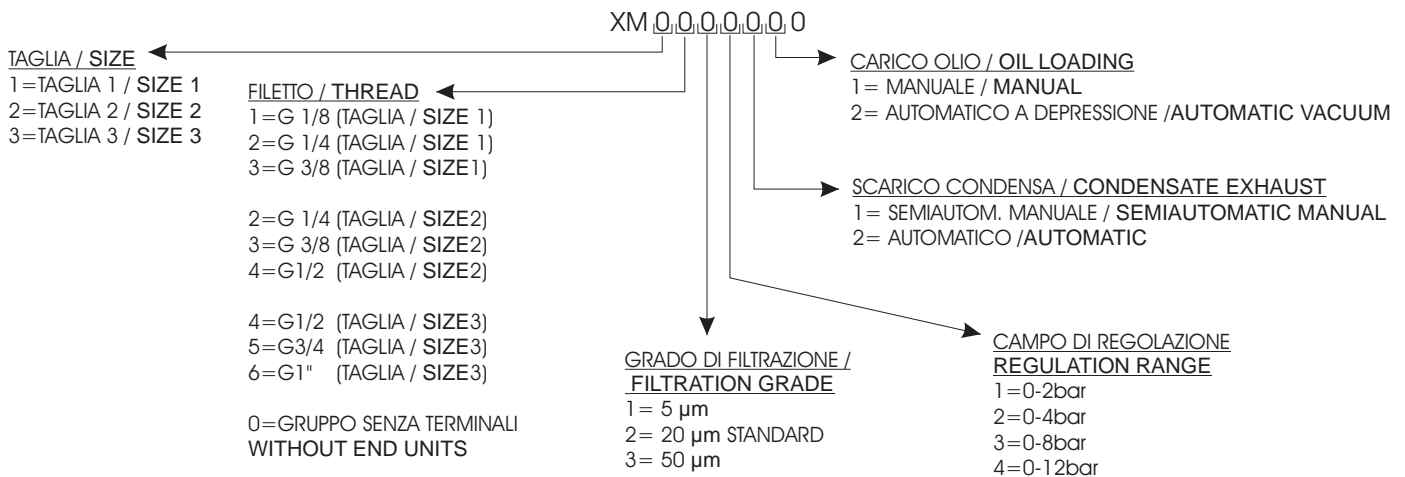 XM 0 0 0 0 0 0 0
TAGLIA / SIZE
1=TAGLIA 1 / SIZE 1
2=TAGLIA 2 / SIZE 2
3=TAGLIA 3 / SIZE 3
FILETTO / THREAD
1=G 1/8 (TAGLIA / SIZE 1)
2=G 1/4 (TAGLIA / SIZE 1)
3=G 3/8 (TAGLIA / SIZE1)
2=G 1/4 (TAGLIA / SIZE2)
3=G 3/8 (TAGLIA / SIZE2)
4=G1/2 (TAGLIA / SIZE2)
4=G1/2 (TAGLIA / SIZE3)
5=G3/4 (TAGLIA / SIZE3)
6=G1" (TAGLIA / SIZE3)
0=GRUPPO SENZA TERMINALI
WITHOUT END UNITS
GRADO DI FILTRAZIONE /
FILTRATION GRADE
1= 5 µm
2= 20 µm STANDARD
3= 50 µm
CAMPO DI REGOLAZIONE
REGULATION RANGE
1=0-2bar
2=0-4bar
3=0-8bar
4=0-12bar
SCARICO CONDENSA / CONDENSATE EXHAUST
1= SEMIAUTOM. MANUALE / SEMIAUTOMATIC MANUAL
2= AUTOMATICO /AUTOMATIC
CARICO OLIO / OIL LOADING
1= MANUALE / MANUAL
2= AUTOMATICO A DEPRESSIONE /AUTOMATIC VACUUM